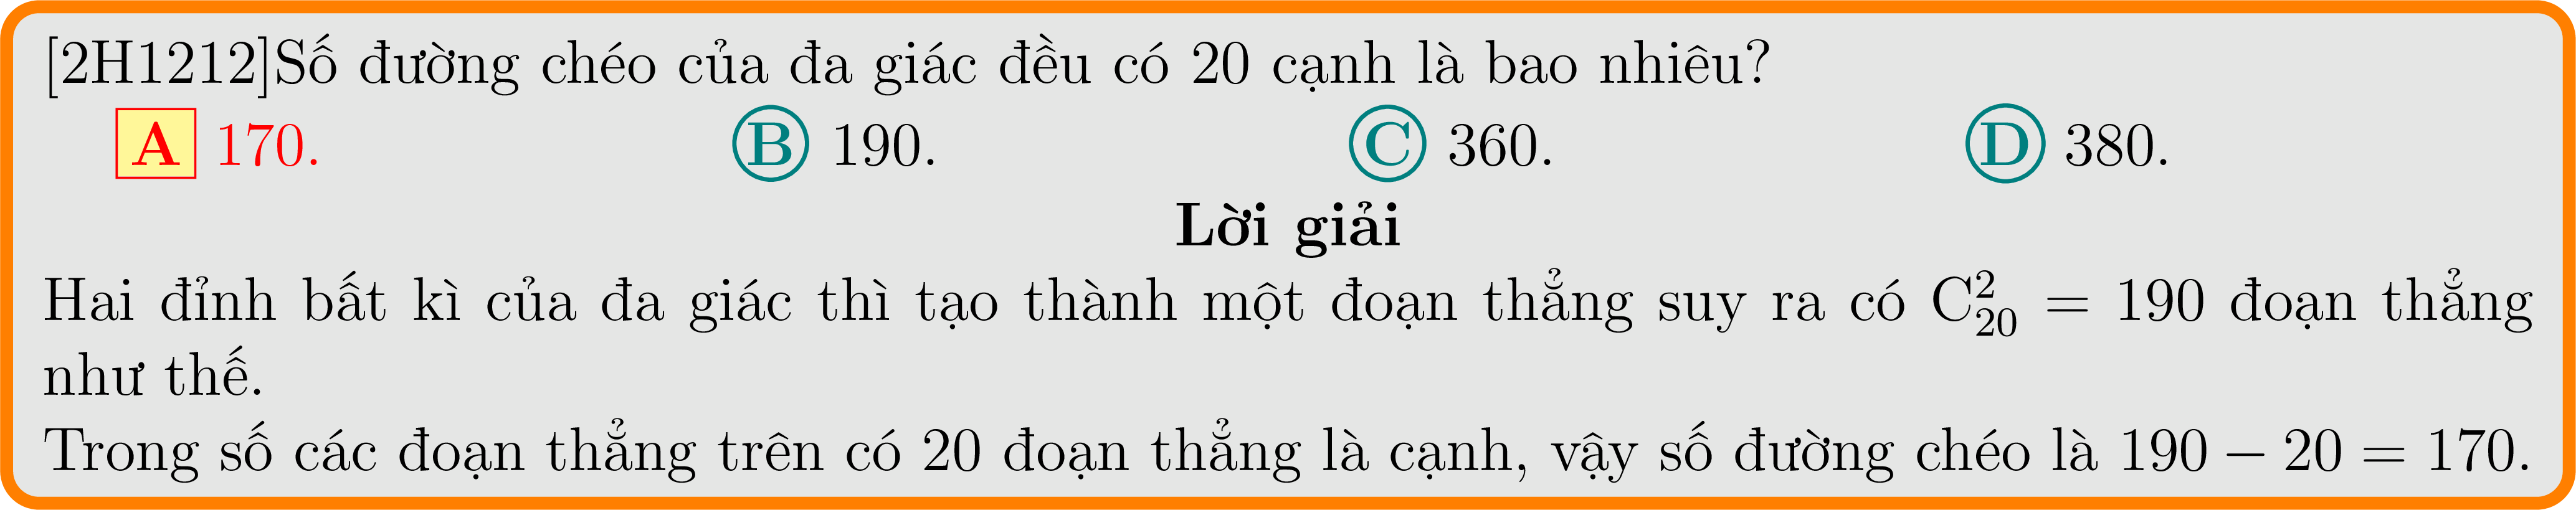 [2H1212]Số đường chéo của đa giác đều có 20 cạnh là bao nhiêu?
A 170. B 190. C 360. D 380.
Lời giải
Hai đỉnh bất kì của đa giác thì tạo thành một đoạn thẳng suy ra có C²₂₀ = 190 đoạn thẳng
như thế.
Trong số các đoạn thẳng trên có 20 đoạn thẳng là cạnh, vậy số đường chéo là 190 − 20 = 170.